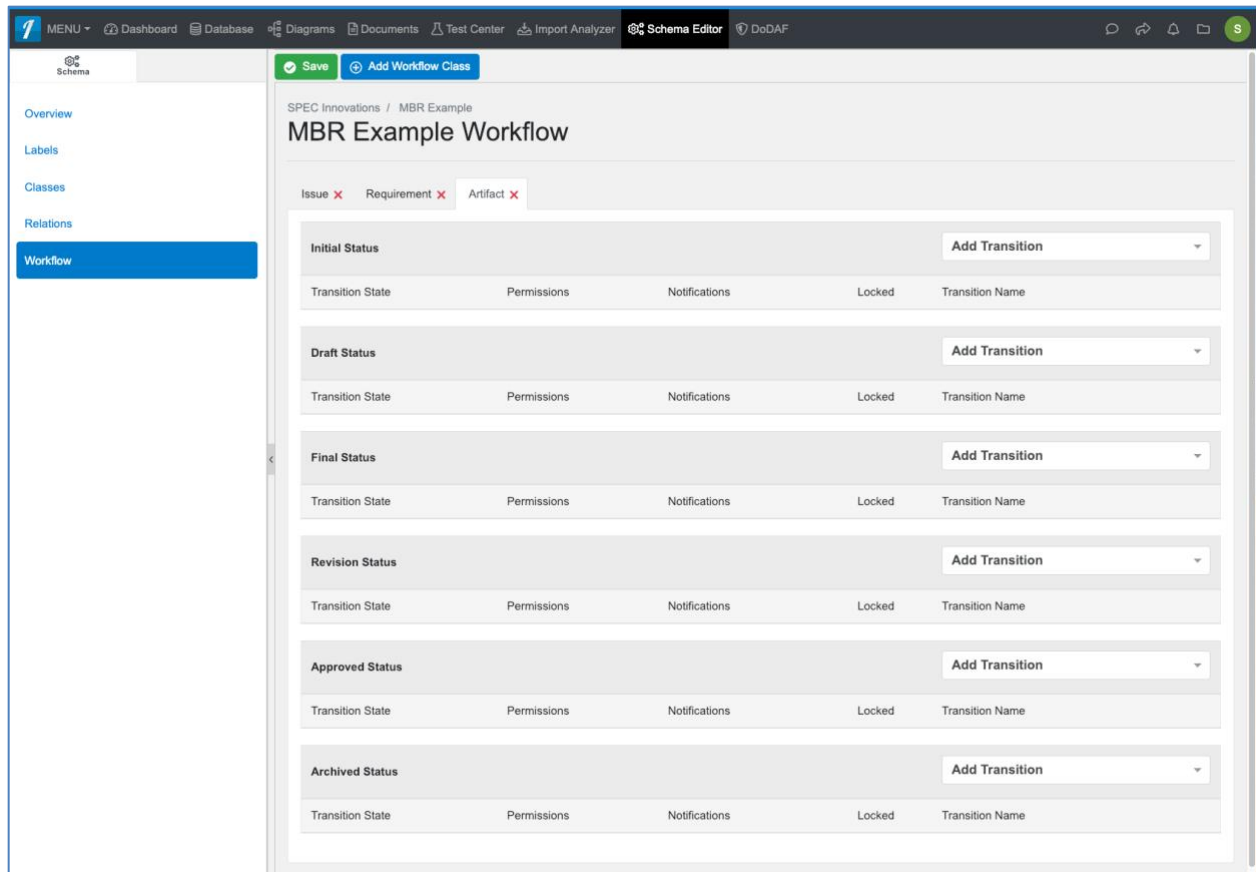 MENU Dashboard Database Diagrams Documents Test Center Import Analyzer Schema Editor DoDAF S
Schema
Save Add Workflow Class
Overview
Labels
Classes
Relations
Workflow
SPEC Innovations / MBR Example
MBR Example Workflow
Issue Requirement Artifact
Initial Status Add Transition
Transition State Permissions Notifications Locked Transition Name
Draft Status Add Transition
Transition State Permissions Notifications Locked Transition Name
Final Status Add Transition
Transition State Permissions Notifications Locked Transition Name
Revision Status Add Transition
Transition State Permissions Notifications Locked Transition Name
Approved Status Add Transition
Transition State Permissions Notifications Locked Transition Name
Archived Status Add Transition
Transition State Permissions Notifications Locked Transition Name